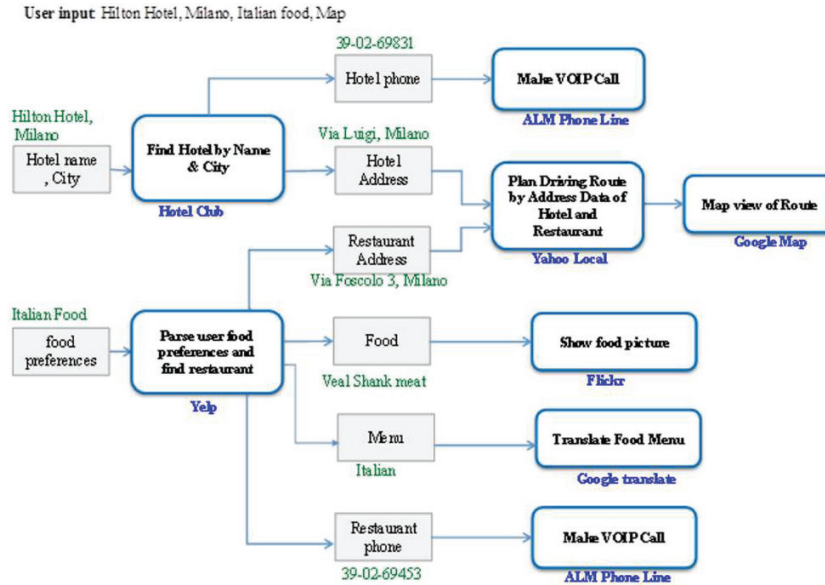 User input: Hilton Hotel, Milano, Italian food, Map
39-02-69831
Hotel phone
Make VOIP Call
ALM Phone Line
Hilton Hotel,
Milano
Hotel name
, City
Find Hotel by Name
& City
Hotel Club
Via Luigi, Milano
Hotel
Address
Plan Driving Route
by Address Data of
Hotel and
Restaurant
Yahoo Local
Map view of Route
Google Map
Restaurant
Address
Via Foscolo 3, Milano
Italian Food
food
preferences
Parse user food
preferences and
find restaurant
Yelp
Food
Veal Shank meat
Show food picture
Flickr
Menu
Italian
Translate Food Menu
Google translate
Restaurant
phone
39-02-69453
Make VOIP Call
ALM Phone Line